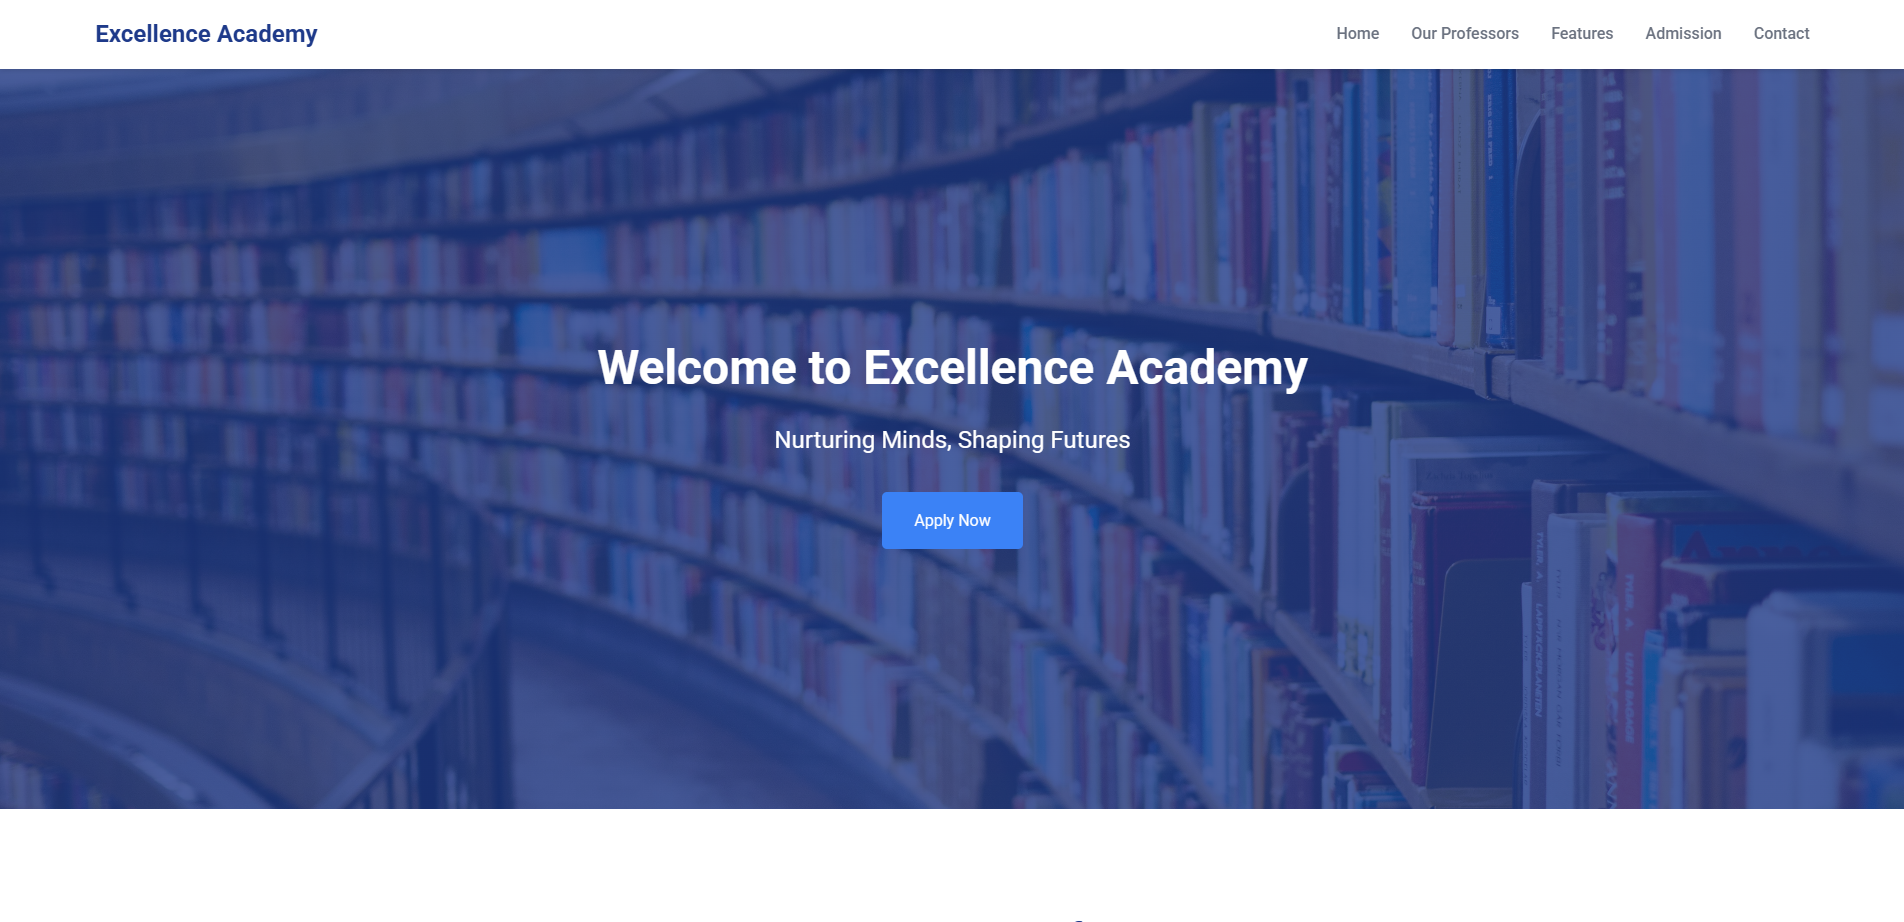 Excellence Academy
Home
Our Professors
Features
Admission
Contact
Welcome to Excellence Academy
Nurturing Minds, Shaping Futures
Apply Now